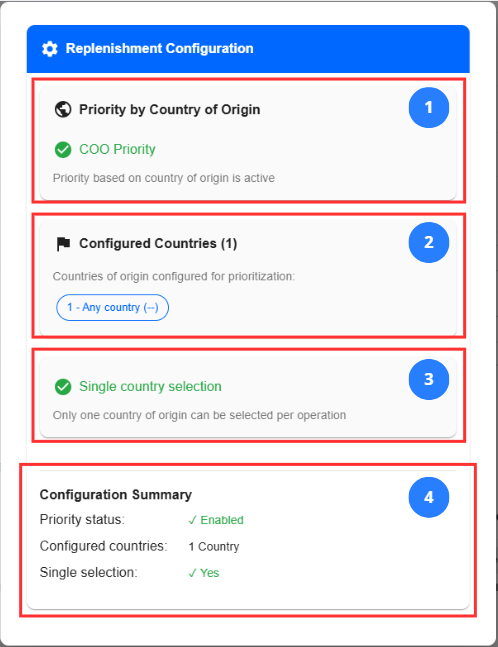 Replenishment Configuration
Priority by Country of Origin
1
COO Priority
Priority based on country of origin is active
Configured Countries (1)
2
Countries of origin configured for prioritization:
1 - Any country (--)
Single country selection
3
Only one country of origin can be selected per operation
Configuration Summary
4
Priority status: ✓ Enabled
Configured countries: 1 Country
Single selection: ✓ Yes